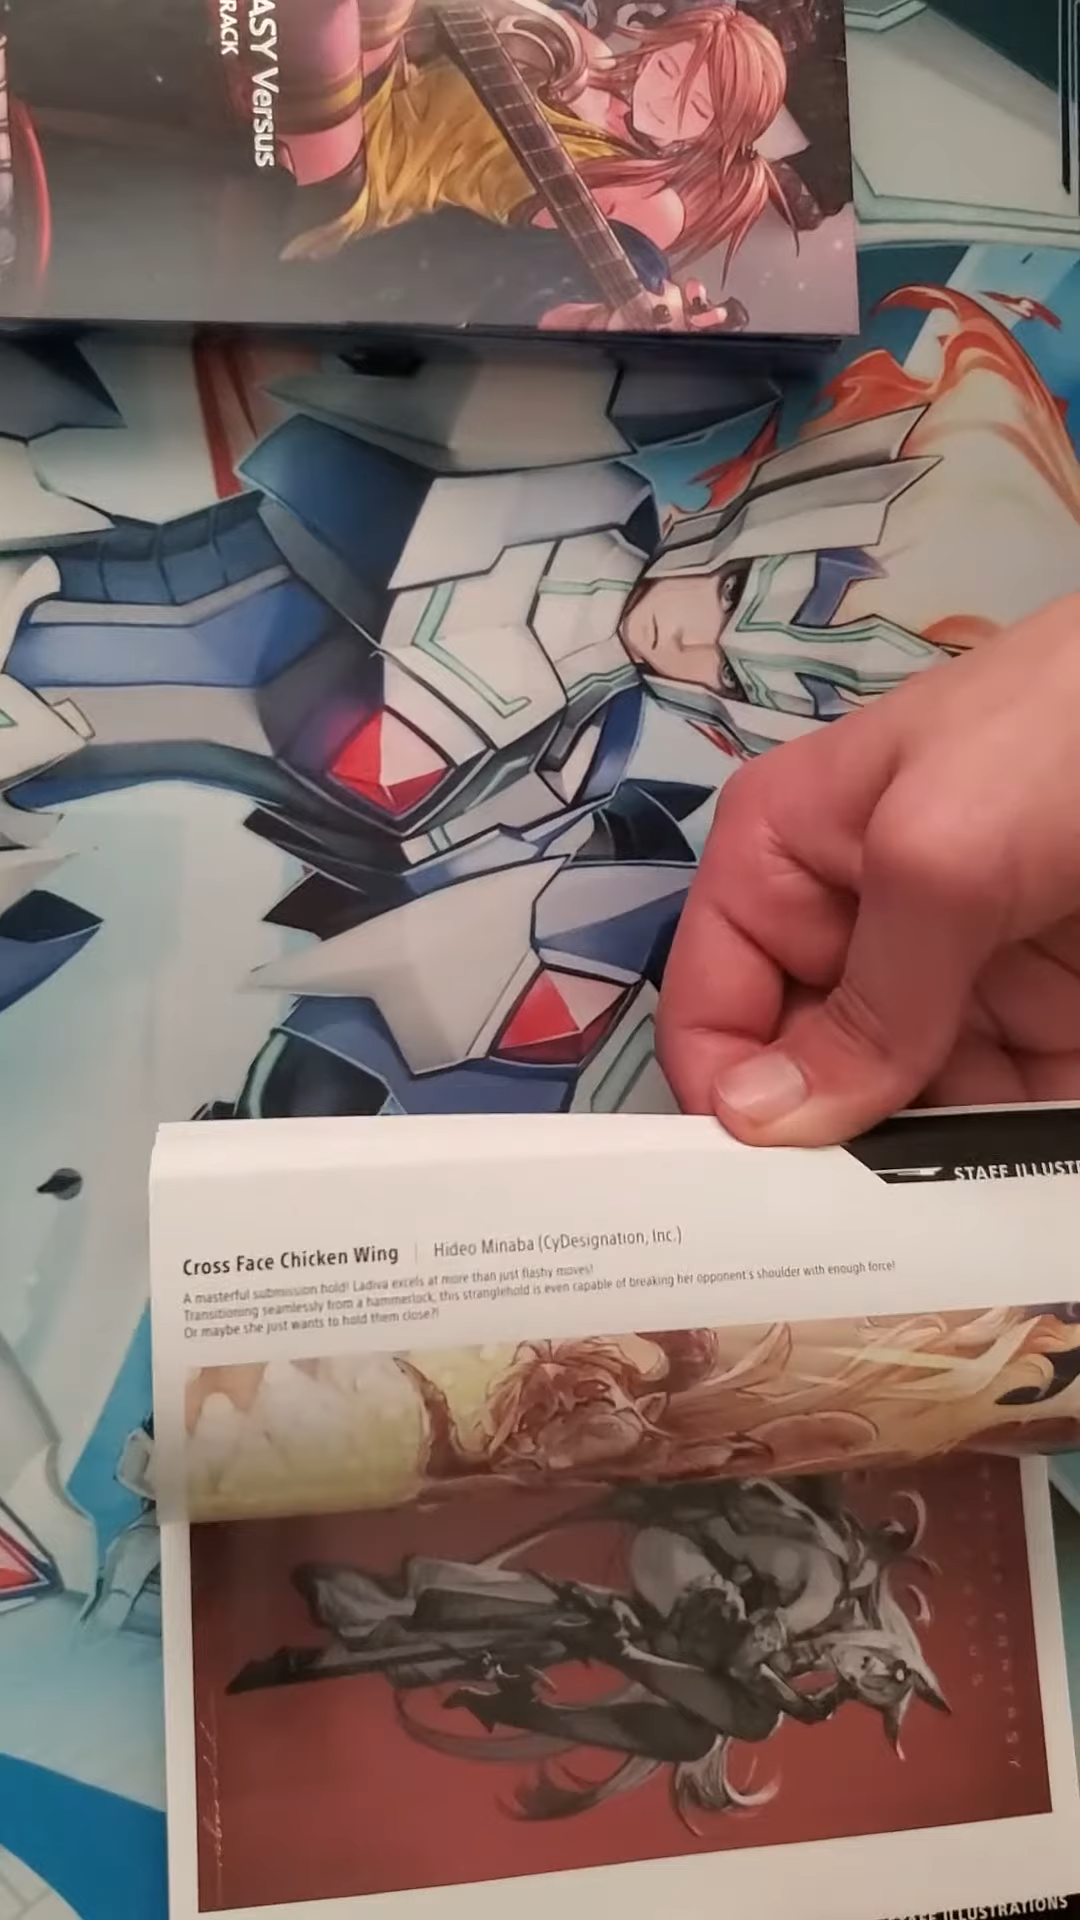 ASY Versus
RACK
STAFF ILLUST
Cross Face Chicken Wing | Hideo Minaba (CyDesignation, Inc.)
A masterful submission hold! Ladiva excels at more than just flashy moves!
Transitioning seamlessly from a hammerlock, this stranglehold is even capable of breaking her opponent's shoulder with enough force!
Or maybe she just wants to hold them close?!
FANTASY
STAFF ILLUSTRATIONS